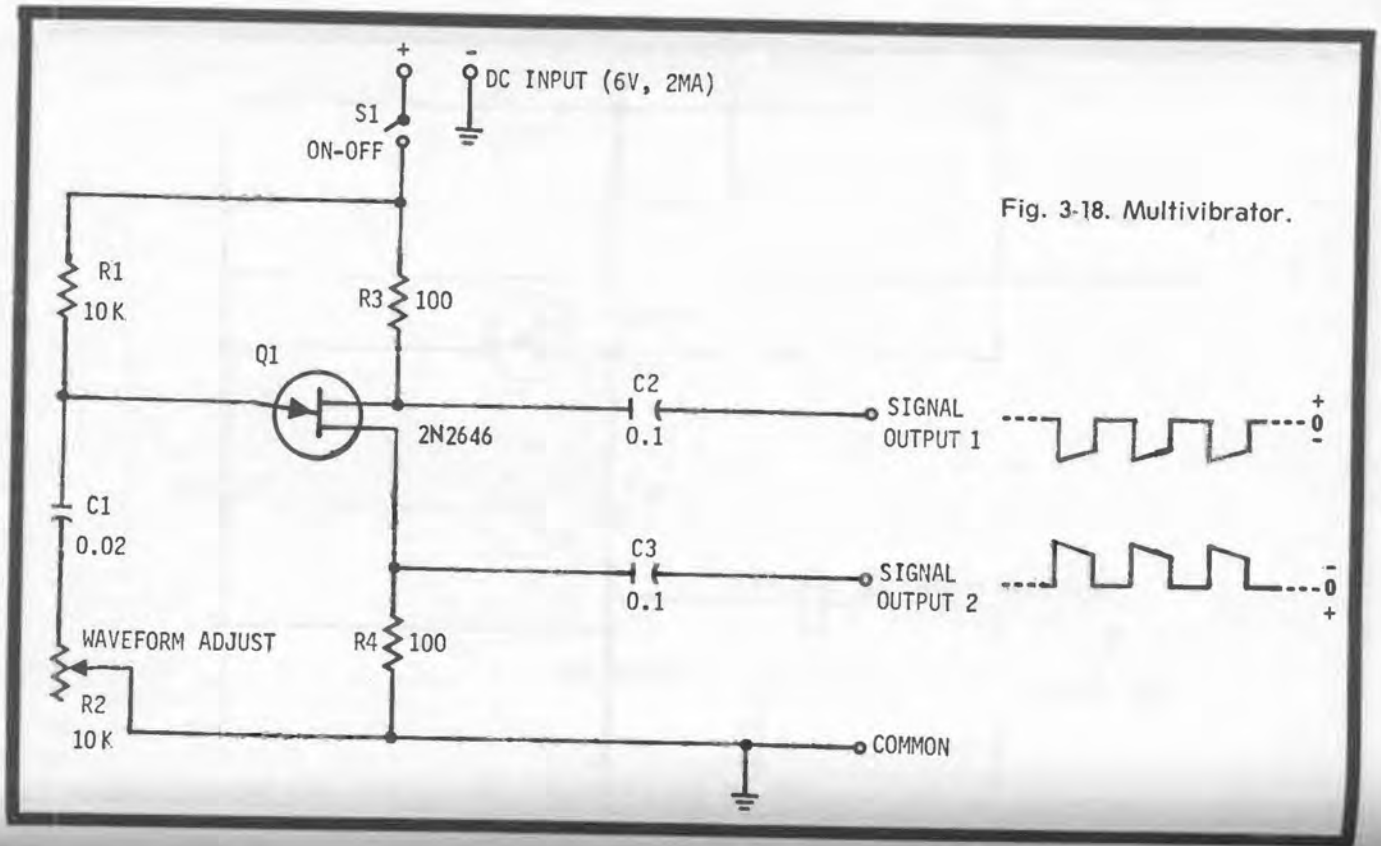 + -
DC INPUT (6V, 2MA)
S1
ON-OFF
Fig. 3-18. Multivibrator.
R1
10K
R3 100
Q1
2N2646
C2
0.1
SIGNAL
OUTPUT 1
+
0
-
C1
0.02
C3
0.1
SIGNAL
OUTPUT 2
-
0
+
WAVEFORM ADJUST
R4 100
R2
10K
COMMON